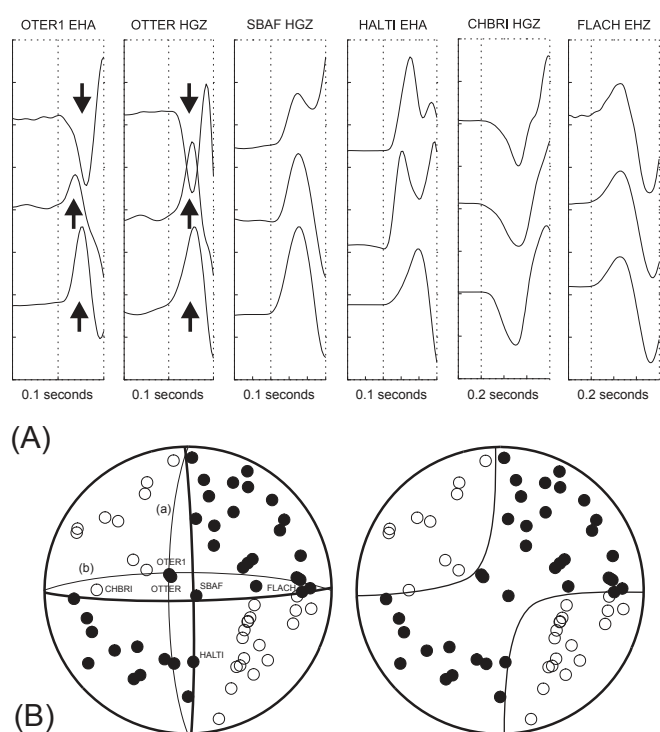 OTER1 EHA OTTER HGZ SBAF HGZ HALTI EHA CHBRI HGZ FLACH EHZ
0.1 seconds 0.1 seconds 0.1 seconds 0.1 seconds 0.2 seconds 0.2 seconds
(A)
(a)
OTER1
(b)
CHBRI OTTER SBAF FLACH
HALTI
(B)